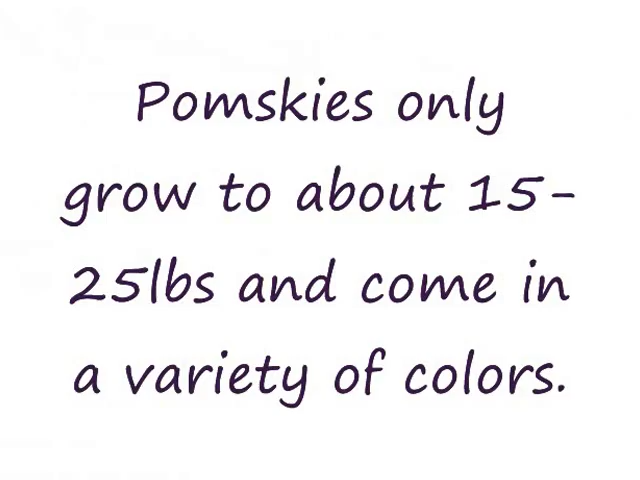 Pomskies only
grow to about 15-
25lbs and come in
a variety of colors.